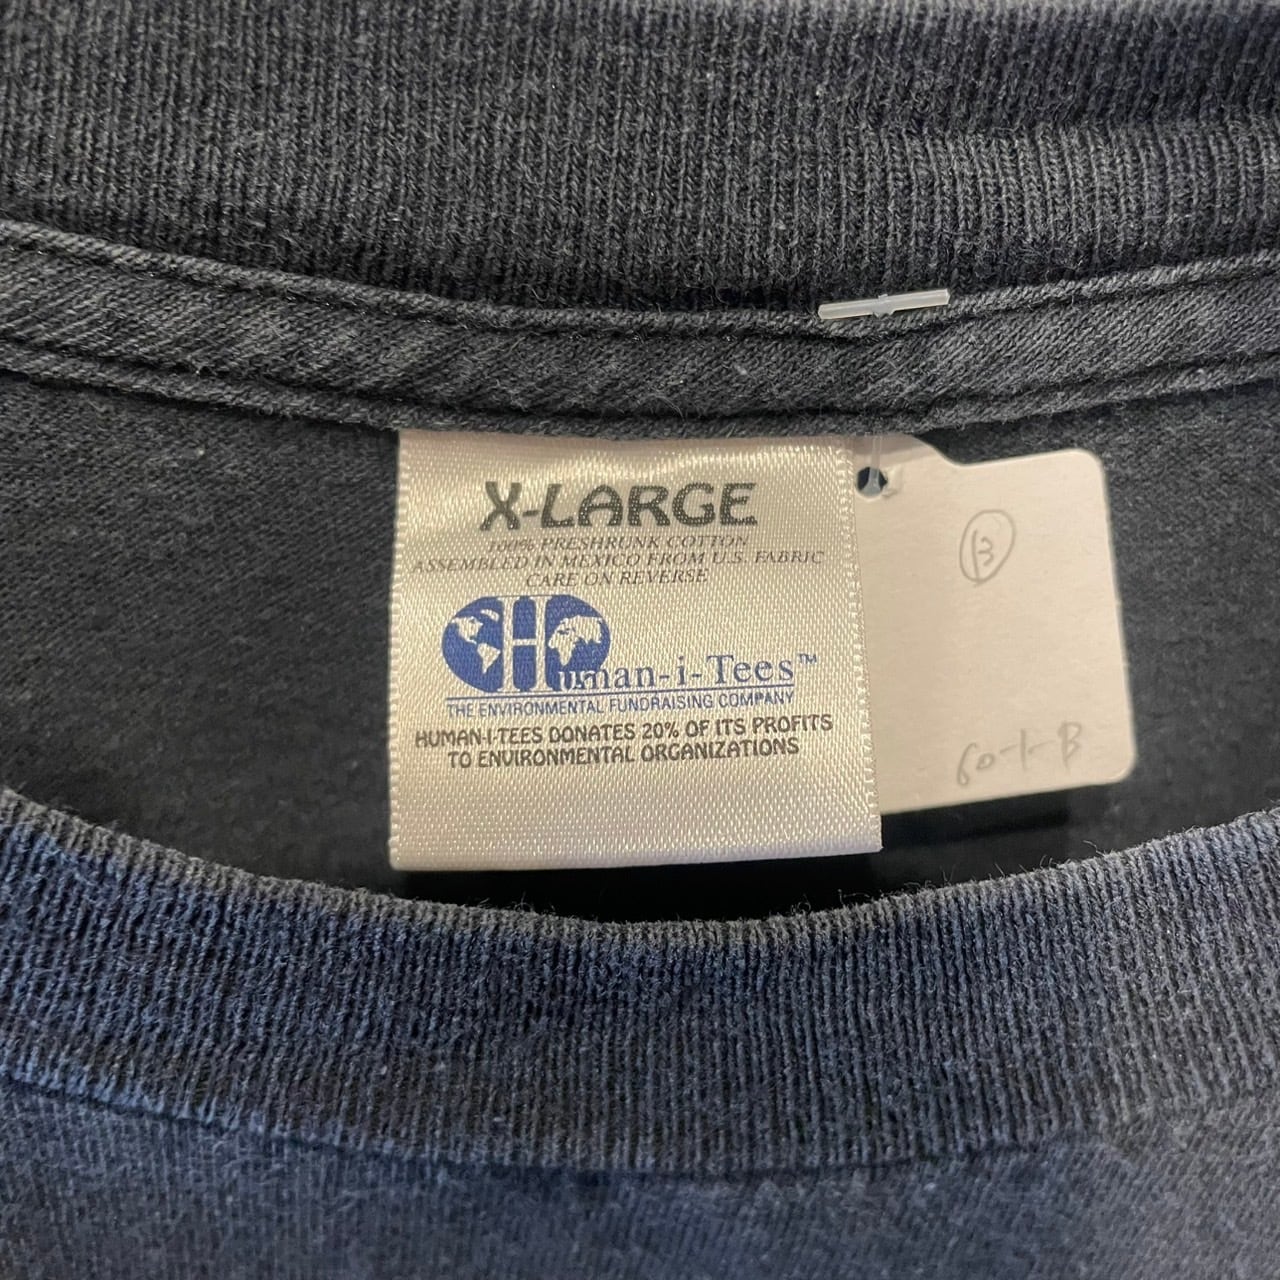 X-LARGE
100% PRESHRUNK COTTON
ASSEMBLED IN MEXICO FROM U.S. FABRIC
CARE ON REVERSE
Human-i-Tees™
THE ENVIRONMENTAL FUNDRAISING COMPANY
HUMAN-I-TEES DONATES 20% OF ITS PROFITS
TO ENVIRONMENTAL ORGANIZATIONS
60-1-B